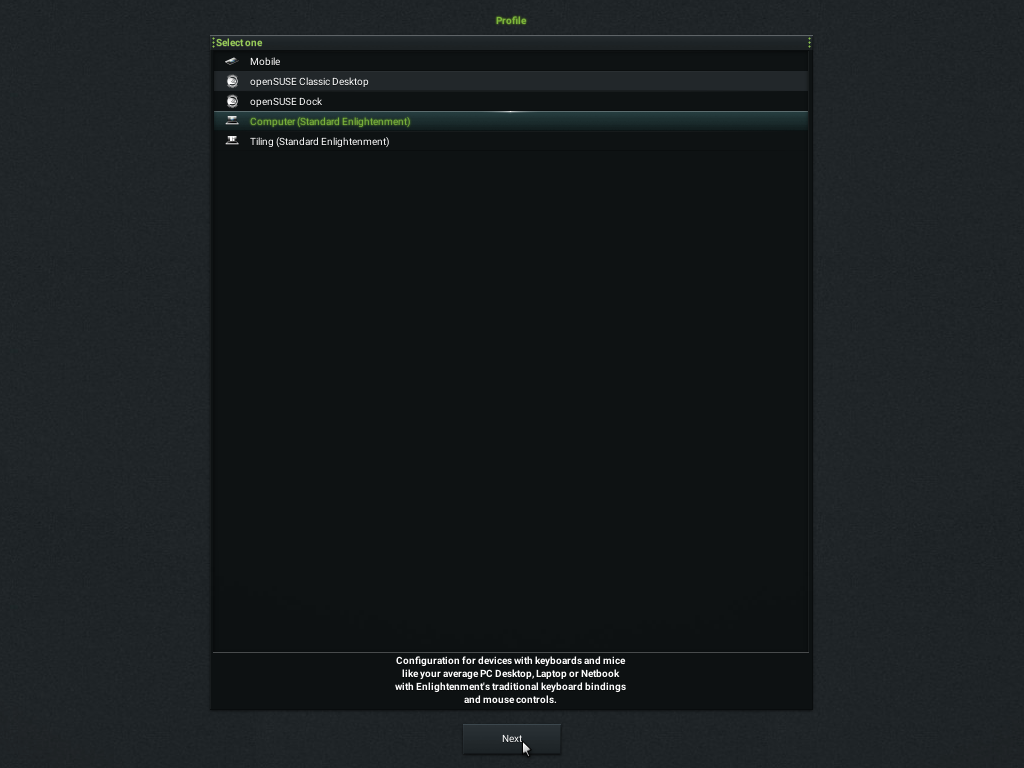 Profile
Select one
Mobile
openSUSE Classic Desktop
openSUSE Dock
Computer (Standard Enlightenment)
Tiling (Standard Enlightenment)
Configuration for devices with keyboards and mice
like your average PC Desktop, Laptop or Netbook
with Enlightenment's traditional keyboard bindings
and mouse controls.
Next